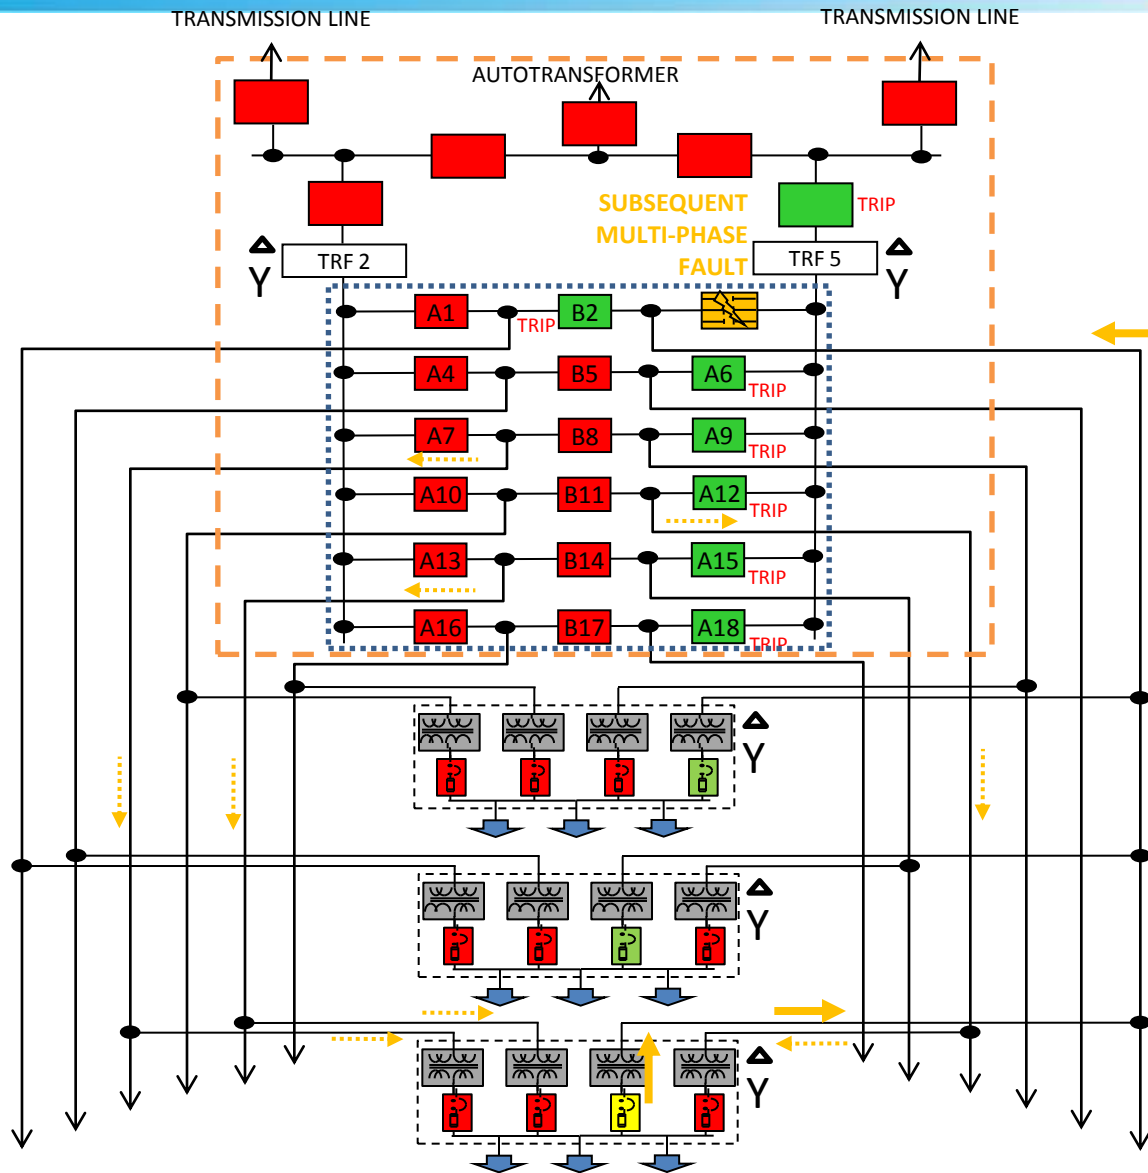 TRANSMISSION LINE
TRANSMISSION LINE
AUTOTRANSFORMER
SUBSEQUENT
MULTI-PHASE
FAULT
TRIP
Δ
Y
TRF 2
TRF 5
Δ
Y
A1
TRIP
B2
A4
B5
A6
TRIP
A7
B8
A9
TRIP
A10
B11
A12
TRIP
A13
B14
A15
TRIP
A16
B17
A18
TRIP
Δ
Y
Δ
Y
Δ
Y